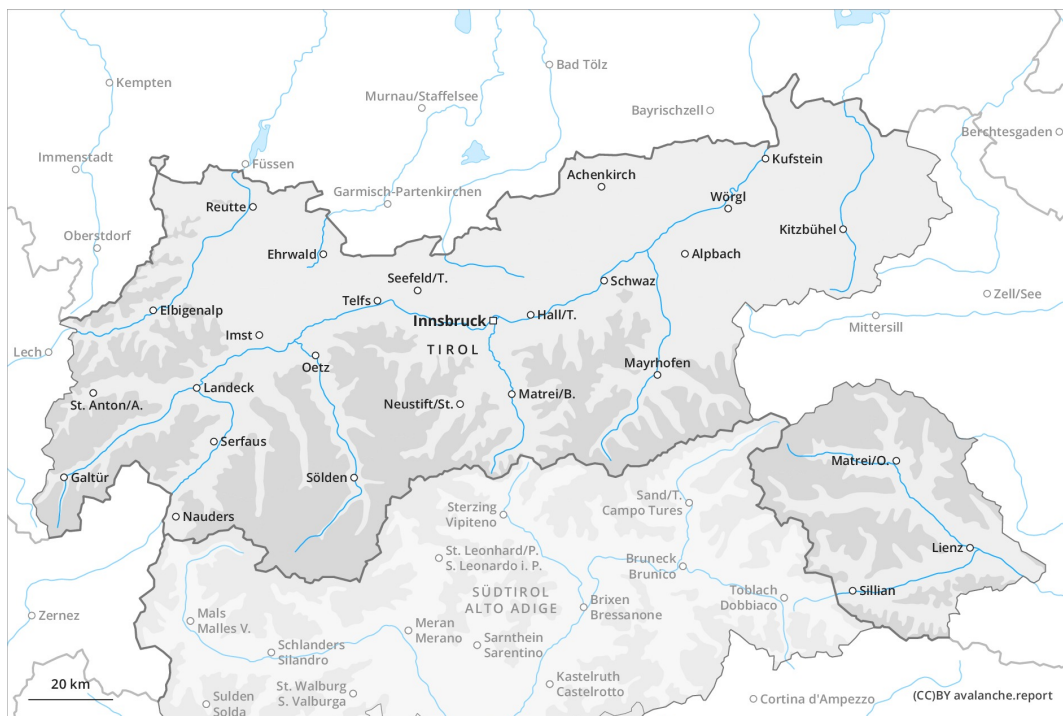 Kempten
Bad Tölz
Murnau/Staffelsee
Bayrischzell
Berchtesgaden
Immenstadt
Füssen
Kufstein
Achenkirch
Garmisch-Partenkirchen
Wörgl
Reutte
Kitzbühel
Oberstdorf
Ehrwald
Alpbach
Seefeld/T.
Schwaz
Zell/See
Telfs
Elbigenalp
Hall/T.
Innsbruck
Mittersill
Imst
TIROL
Lech
Oetz
Mayrhofen
Landeck
St. Anton/A.
Neustift/St.
Matrei/B.
Serfaus
Matrei/O.
Galtür
Sölden
Sand/T.
Campo Tures
Sterzing
Vipiteno
Nauders
Lienz
St. Leonhard/P.
S. Leonardo i. P.
Bruneck
Brunico
SÜDTIROL
ALTO ADIGE
Toblach
Dobbiaco
Sillian
Brixen
Bressanone
Zernez
Mals
Malles V.
Meran
Merano
Sarnthein
Sarentino
Schlanders
Silandro
Kastelruth
Castelrotto
20 km
St. Walburg
S. Valburga
Sulden
Solda
Cortina d'Ampezzo
(CC)BY avalanche.report